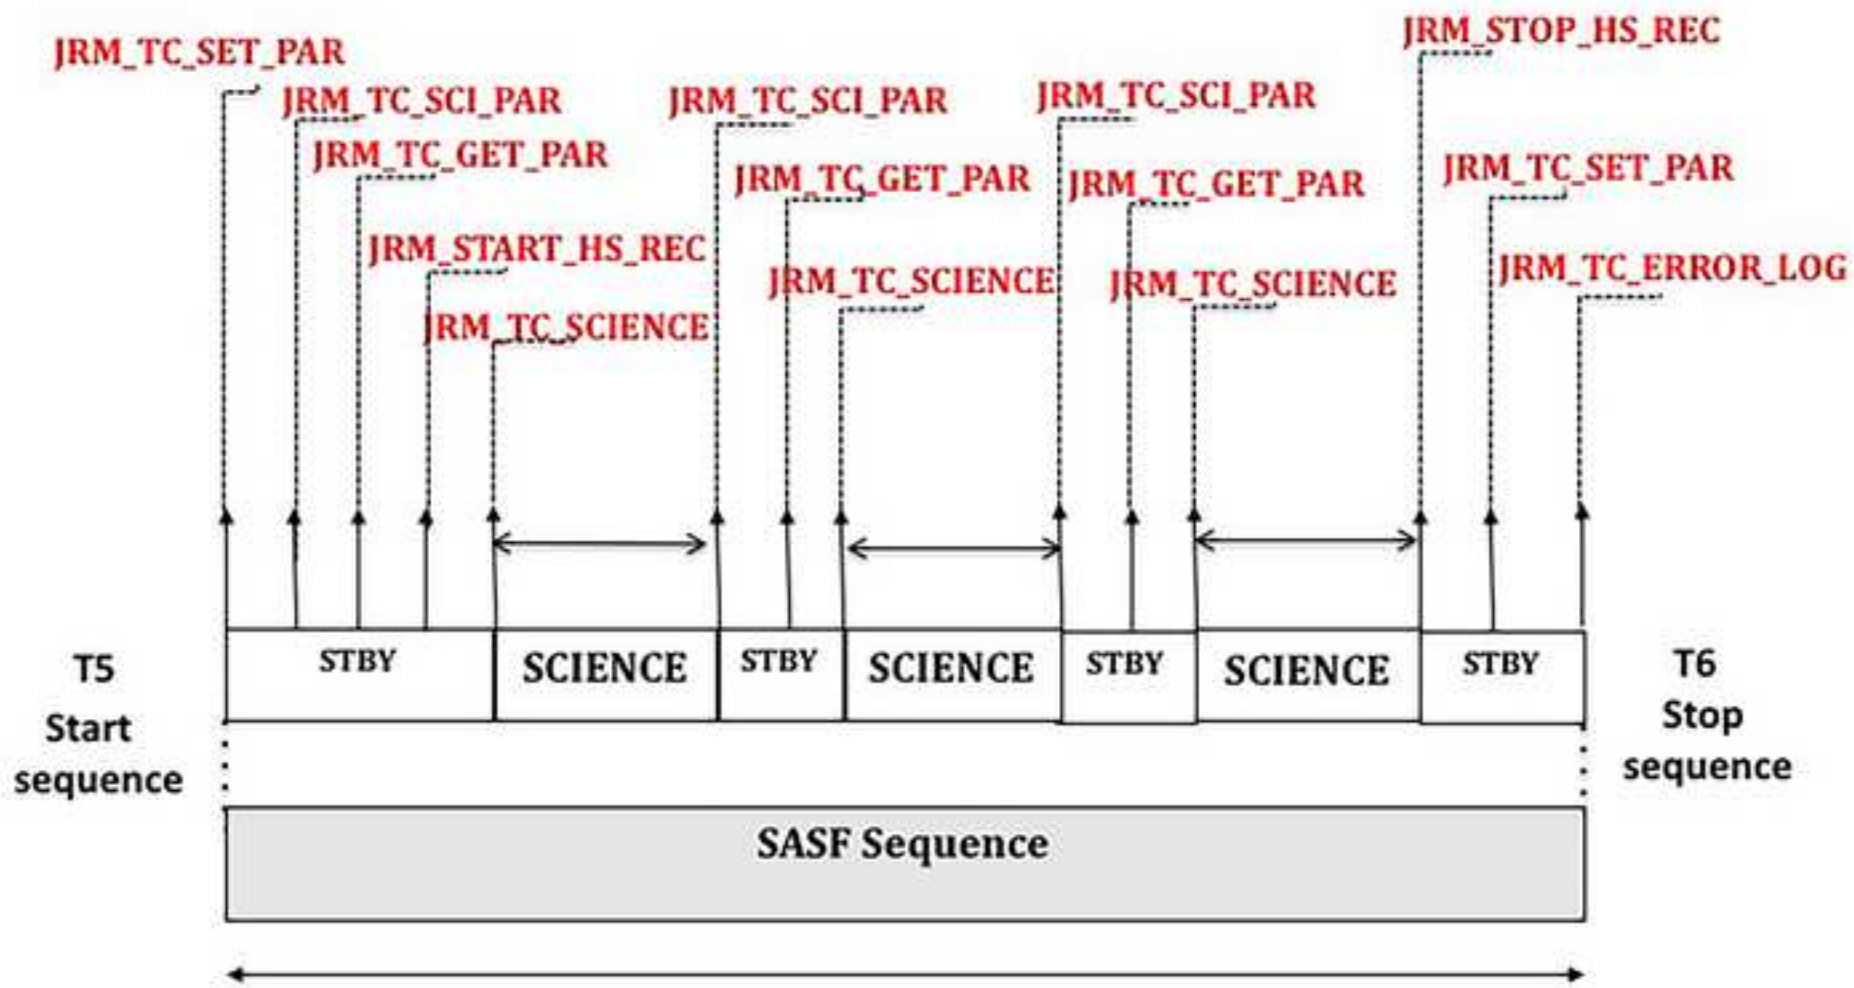 JRM_TC_SET_PAR
JRM_TC_SCI_PAR
JRM_TC_GET_PAR
JRM_START_HS_REC
JRM_TC_SCIENCE
JRM_TC_SCI_PAR
JRM_TC_GET_PAR
JRM_TC_SCIENCE
JRM_TC_SCI_PAR
JRM_TC_GET_PAR
JRM_TC_SCIENCE
JRM_STOP_HS_REC
JRM_TC_SET_PAR
JRM_TC_ERROR_LOG
T5
Start
sequence
STBY
SCIENCE
STBY
SCIENCE
STBY
SCIENCE
STBY
T6
Stop
sequence
SASF Sequence